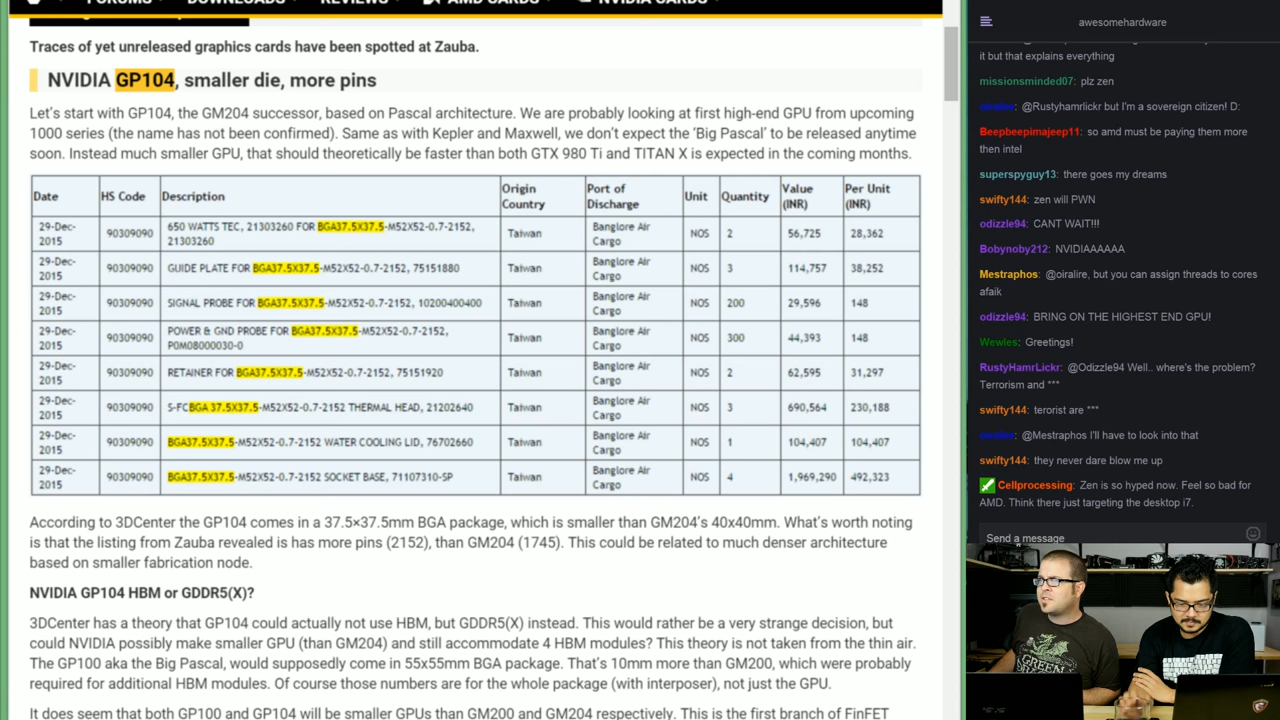 FORUMS DOWNLOADS REVIEWS AMD CARDS NVIDIA CARDS
Traces of yet unreleased graphics cards have been spotted at Zauba.
NVIDIA GP104, smaller die, more pins
Let's start with GP104, the GM204 successor, based on Pascal architecture. We are probably looking at first high-end GPU from upcoming
1000 series (the name has not been confirmed). Same as with Kepler and Maxwell, we don't expect the 'Big Pascal' to be released anytime
soon. Instead much smaller GPU, that should theoretically be faster than both GTX 980 Ti and TITAN X is expected in the coming months.
Date HS Code Description Origin Country Port of Discharge Unit Quantity Value (INR) Per Unit (INR)
29-Dec-2015 90309090 650 WATTS TEC, 21303260 FOR BGA37.5X37.5-M52X52-0.7-2152, 21303260 Taiwan Banglore Air Cargo NOS 2 56,725 28,362
29-Dec-2015 90309090 GUIDE PLATE FOR BGA37.5X37.5-M52X52-0.7-2152, 75151880 Taiwan Banglore Air Cargo NOS 3 114,757 38,252
29-Dec-2015 90309090 SIGNAL PROBE FOR BGA37.5X37.5-M52X52-0.7-2152, 10200400400 Taiwan Banglore Air Cargo NOS 200 29,596 148
29-Dec-2015 90309090 POWER & GND PROBE FOR BGA37.5X37.5-M52X52-0.7-2152, P0M08000030-0 Taiwan Banglore Air Cargo NOS 300 44,393 148
29-Dec-2015 90309090 RETAINER FOR BGA37.5X37.5-M52X52-0.7-2152, 75151920 Taiwan Banglore Air Cargo NOS 2 62,595 31,297
29-Dec-2015 90309090 S-FCBGA 37.5X37.5-M52X52-0.7-2152 THERMAL HEAD, 21202640 Taiwan Banglore Air Cargo NOS 3 690,564 230,188
29-Dec-2015 90309090 BGA37.5X37.5-M52X52-0.7-2152 WATER COOLING LID, 76702660 Taiwan Banglore Air Cargo NOS 1 104,407 104,407
29-Dec-2015 90309090 BGA37.5X37.5-M52X52-0.7-2152 SOCKET BASE, 71107310-SP Taiwan Banglore Air Cargo NOS 4 1,969,290 492,323
According to 3DCenter the GP104 comes in a 37.5×37.5mm BGA package, which is smaller than GM204's 40x40mm. What's worth noting
is that the listing from Zauba revealed is has more pins (2152), than GM204 (1745). This could be related to much denser architecture
based on smaller fabrication node.
NVIDIA GP104 HBM or GDDR5(X)?
3DCenter has a theory that GP104 could actually not use HBM, but GDDR5(X) instead. This would rather be a very strange decision, but
could NVIDIA possibly make smaller GPU (than GM204) and still accommodate 4 HBM modules? This theory is not taken from the thin air.
The GP100 aka the Big Pascal, would supposedly come in 55x55mm BGA package. That's 10mm more than GM200, which were probably
required for additional HBM modules. Of course those numbers are for the whole package (with interposer), not just the GPU.
It does seem that both GP100 and GP104 will be smaller GPUs than GM200 and GM204 respectively. This is the first branch of FinFET
awesomehardware
it but that explains everything
missionsminded07: plz zen
@Rustyhamrlickr but I'm a sovereign citizen! D:
Beepbeepimajeep11: so amd must be paying them more
then intel
superspyguy13: there goes my dreams
swifty144: zen will PWN
odizzle94: CANT WAIT!!!
Bobynoby212: NVIDIAAAAAA
Mestraphos: @oiralire, but you can assign threads to cores
afaik
odizzle94: BRING ON THE HIGHEST END GPU!
Wewles: Greetings!
RustyHamrLickr: @Odizzle94 Well.. where's the problem?
Terrorism and ***
swifty144: terorist are ***
@Mestraphos I'll have to look into that
swifty144: they never dare blow me up
Cellprocessing: Zen is so hyped now. Feel so bad for
AMD. Think there just targeting the desktop i7.
Send a message